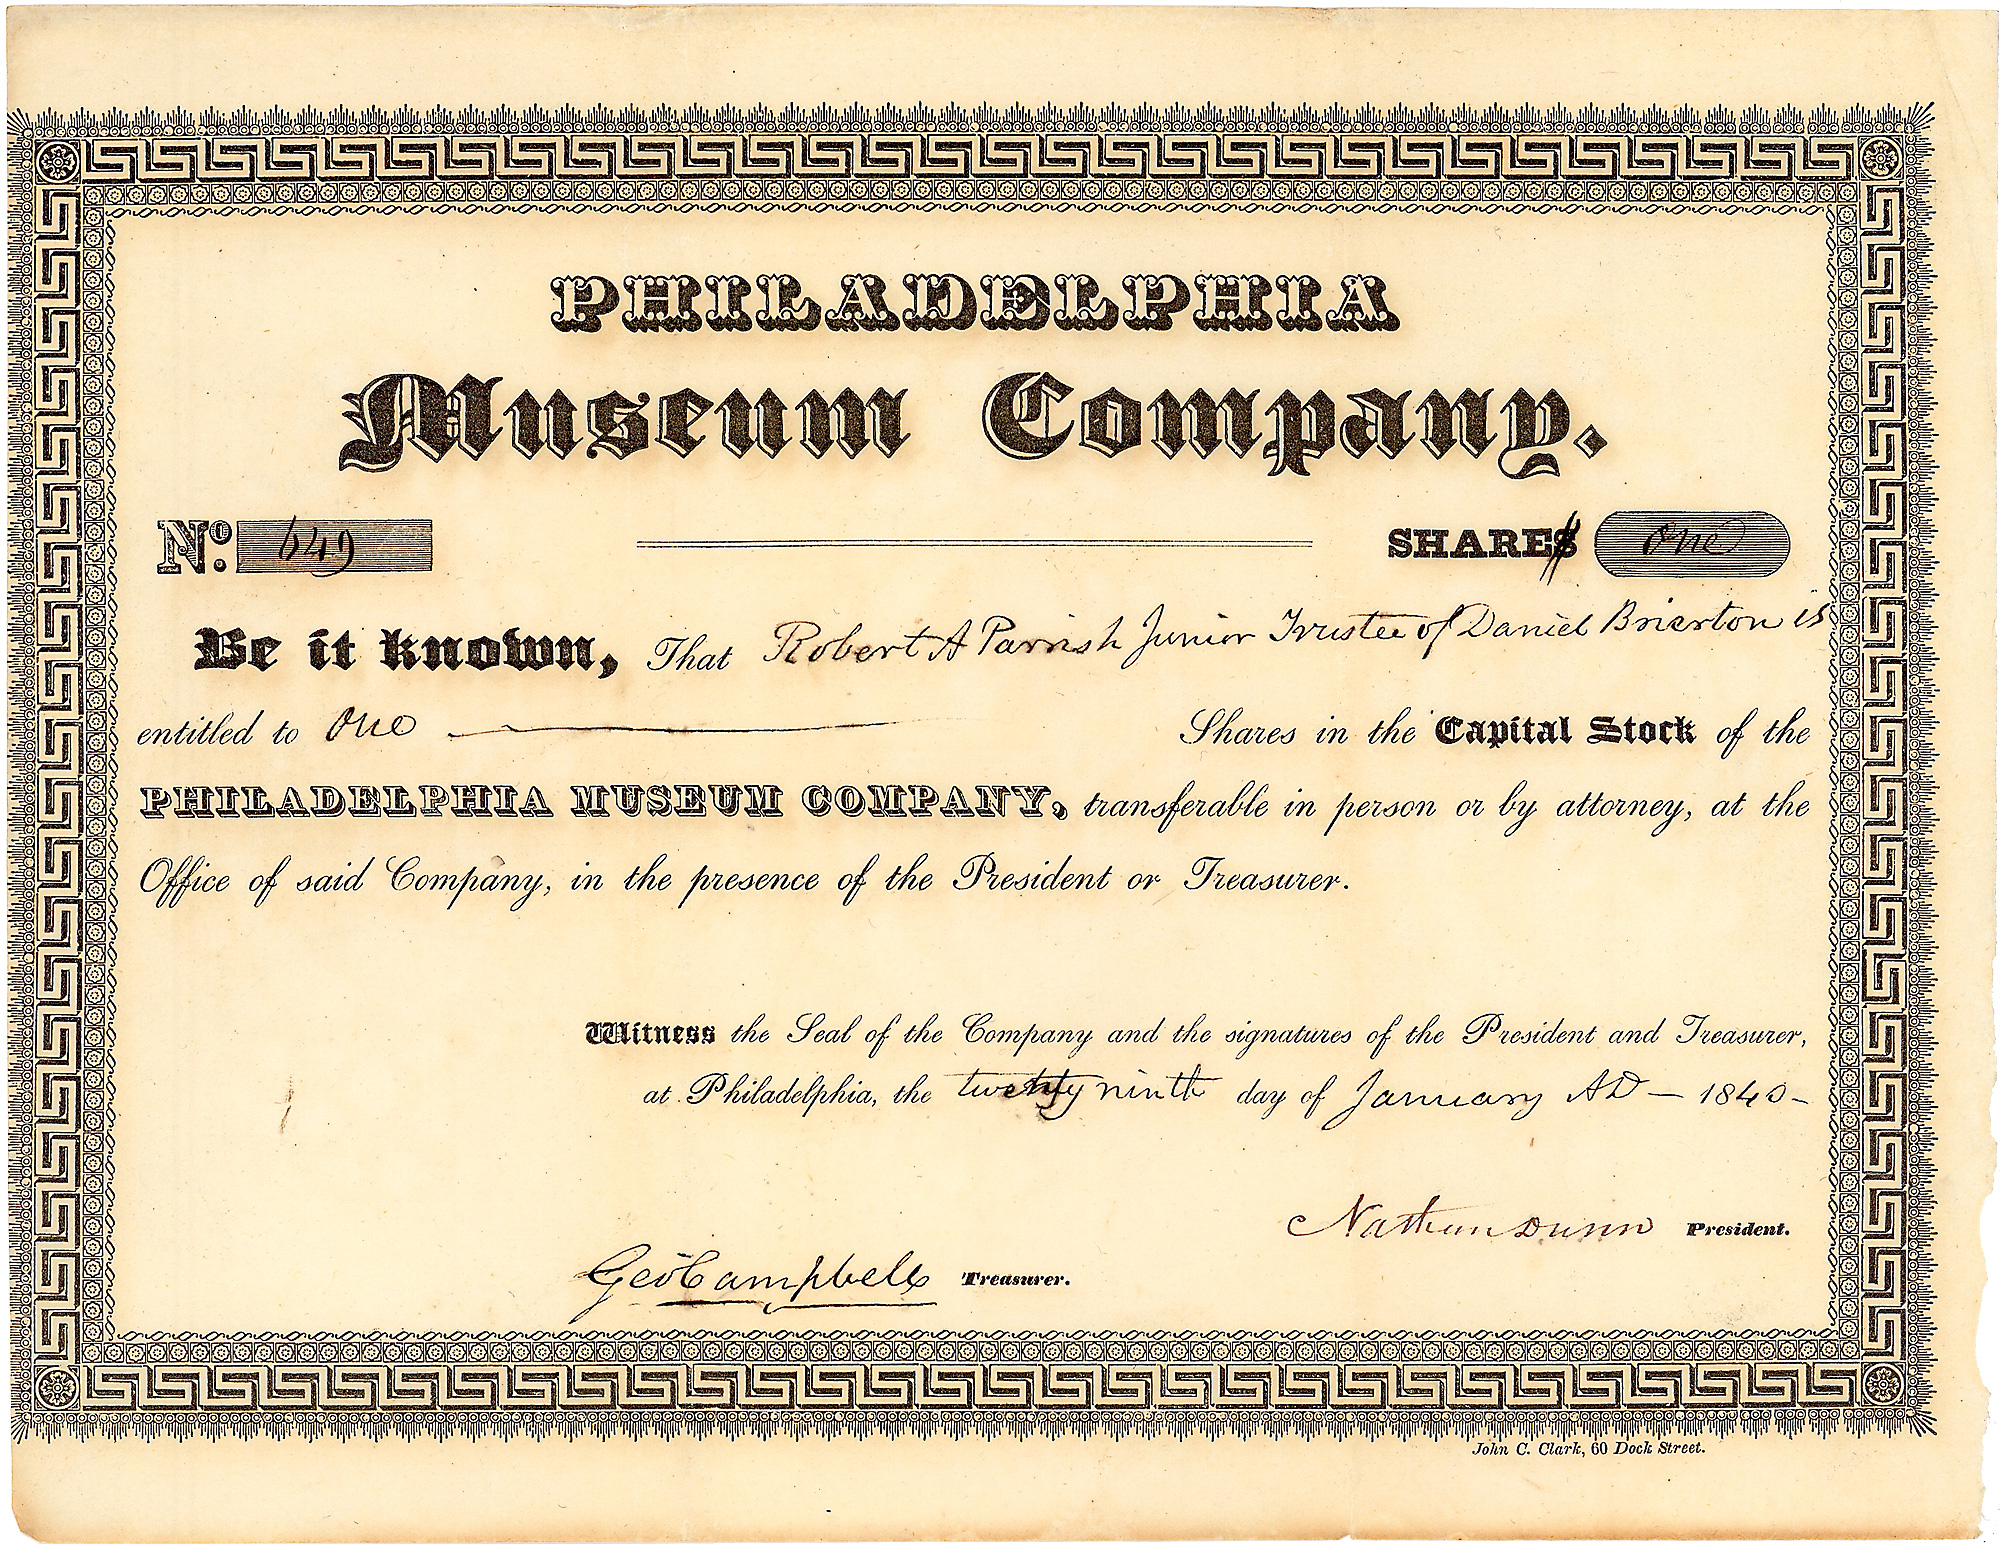 PHILADELPHIA
Museum Company.
No. 649 SHARES one
Be it known, That Robert A Parrish Junior Trustee of Daniel Brierton is
entitled to one Shares in the Capital Stock of the
PHILADELPHIA MUSEUM COMPANY, transferable in person or by attorney, at the
Office of said Company, in the presence of the President or Treasurer.
Witness the Seal of the Company and the signatures of the President and Treasurer,
at Philadelphia, the twenty ninth day of January AD — 1840 -
Nathan Dunn President.
Geo Campbell Treasurer.
John C. Clark, 60 Dock Street.